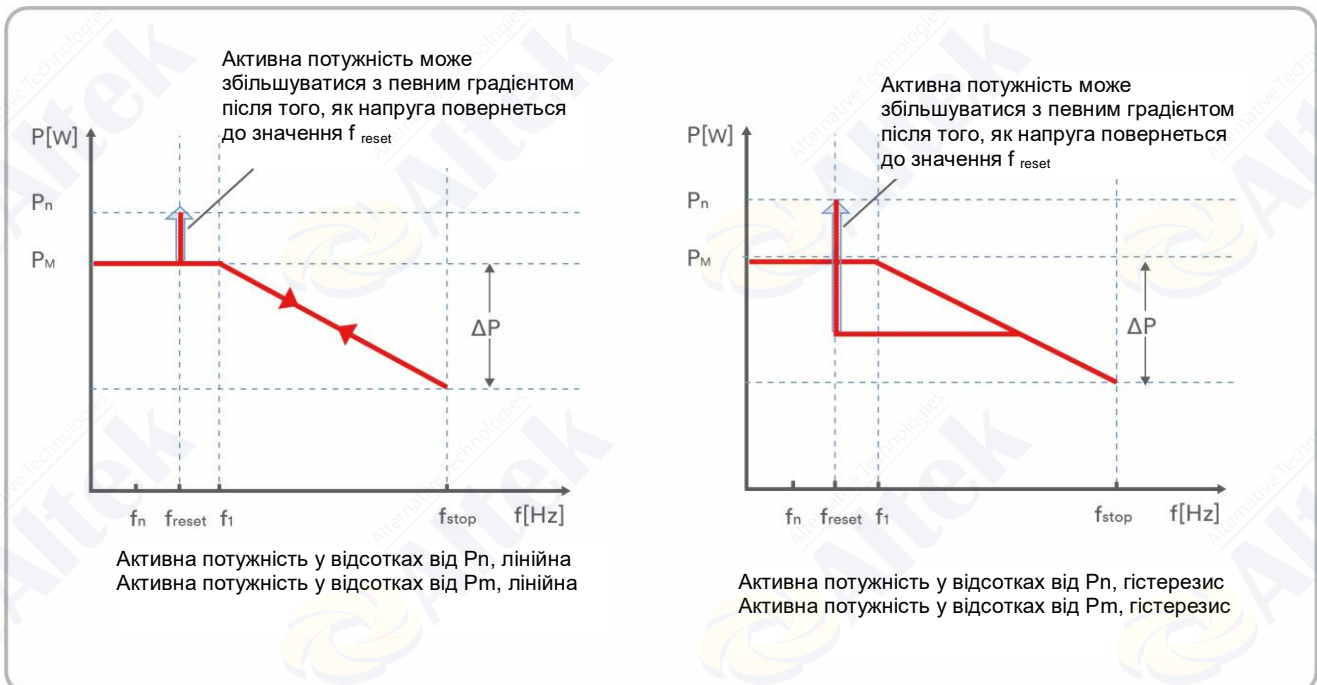 Активна потужність може
збільшуватися з певним градієнтом
після того, як напруга повернеться
до значення f reset
P[W]
Pn
PM
ΔP
fn freset f1 fstop f[Hz]
Активна потужність у відсотках від Pn, лінійна
Активна потужність у відсотках від Pm, лінійна
Активна потужність може
збільшуватися з певним градієнтом
після того, як напруга повернеться
до значення f reset
P[W]
Pn
PM
ΔP
fn freset f1 fstop f[Hz]
Активна потужність у відсотках від Pn, гістерезис
Активна потужність у відсотках від Pm, гістерезис
Altek
Alternative Technologies